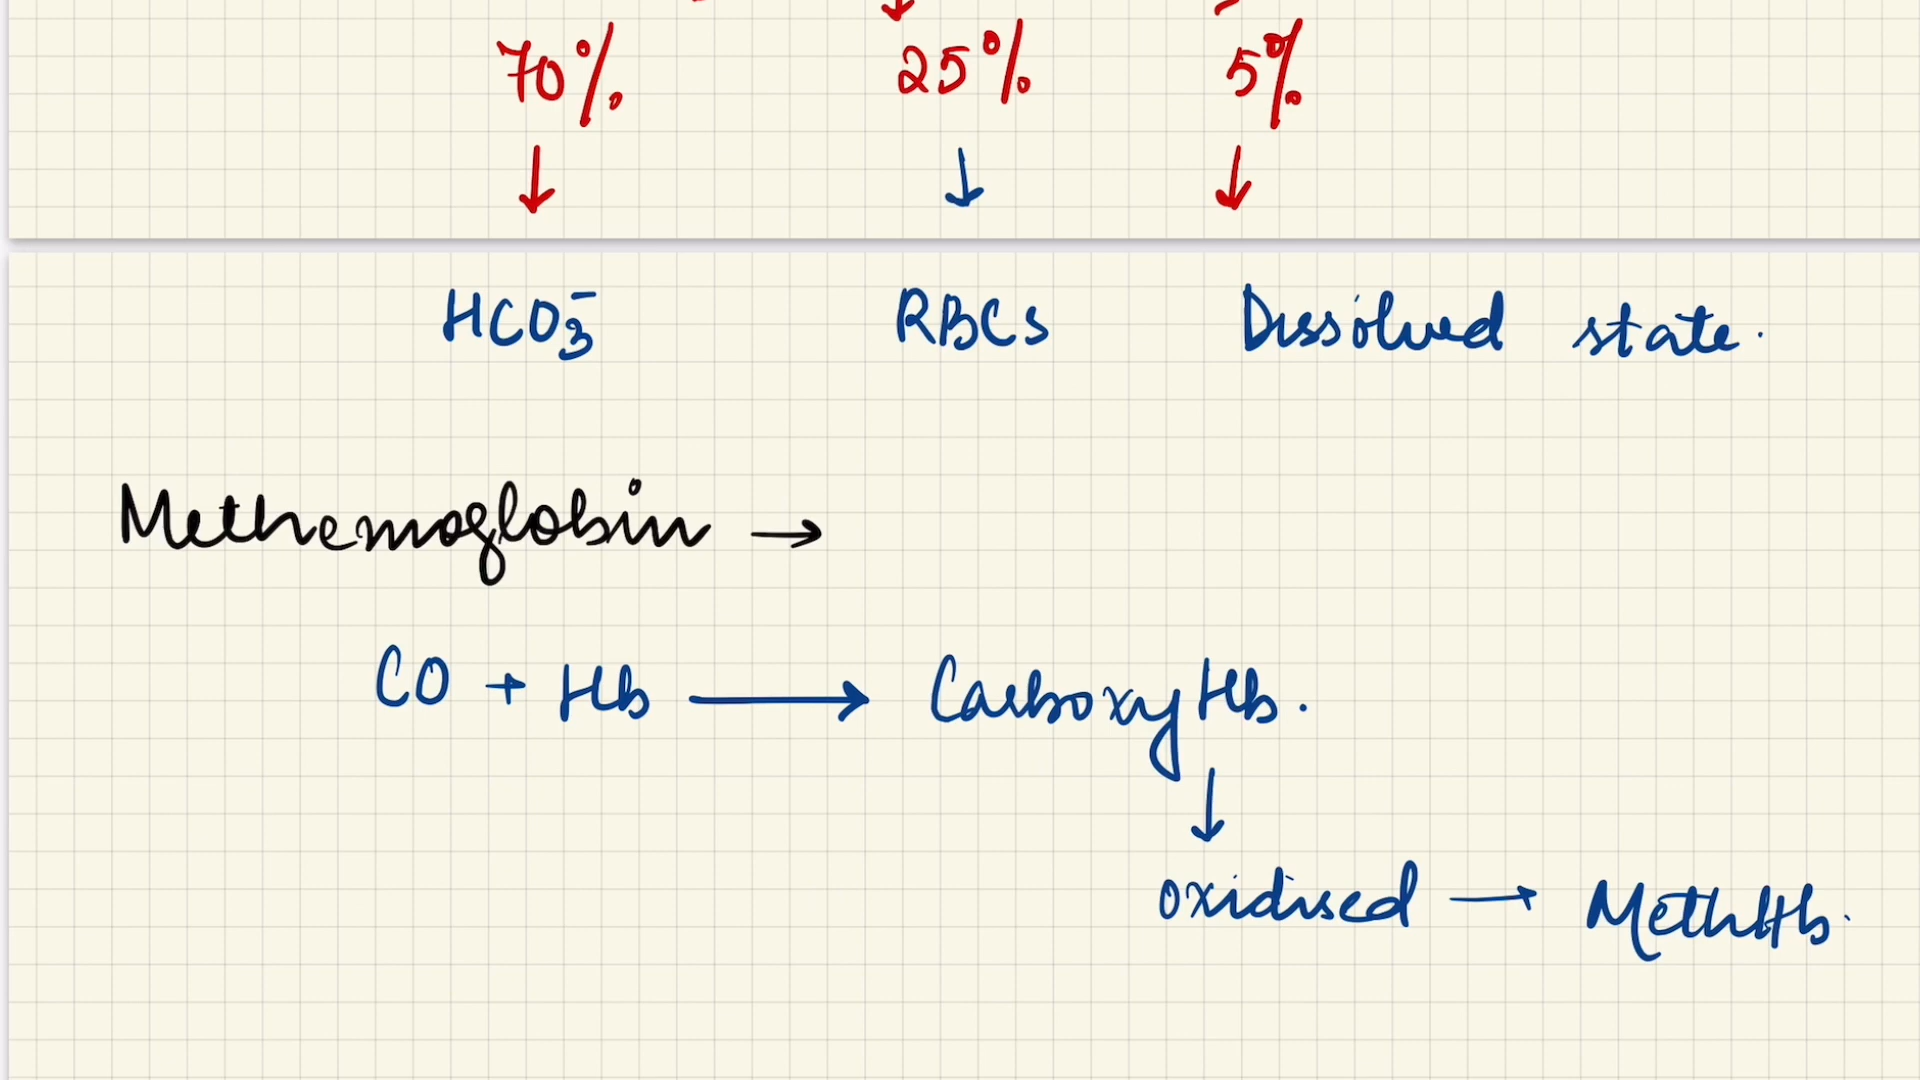 70% 25% 5%
↓ ↓ ↓
HCO3⁻ RBCs Dissolved state.
Methemoglobin →
CO + Hb → CarboxyHb.
↓
oxidised → MethHb.